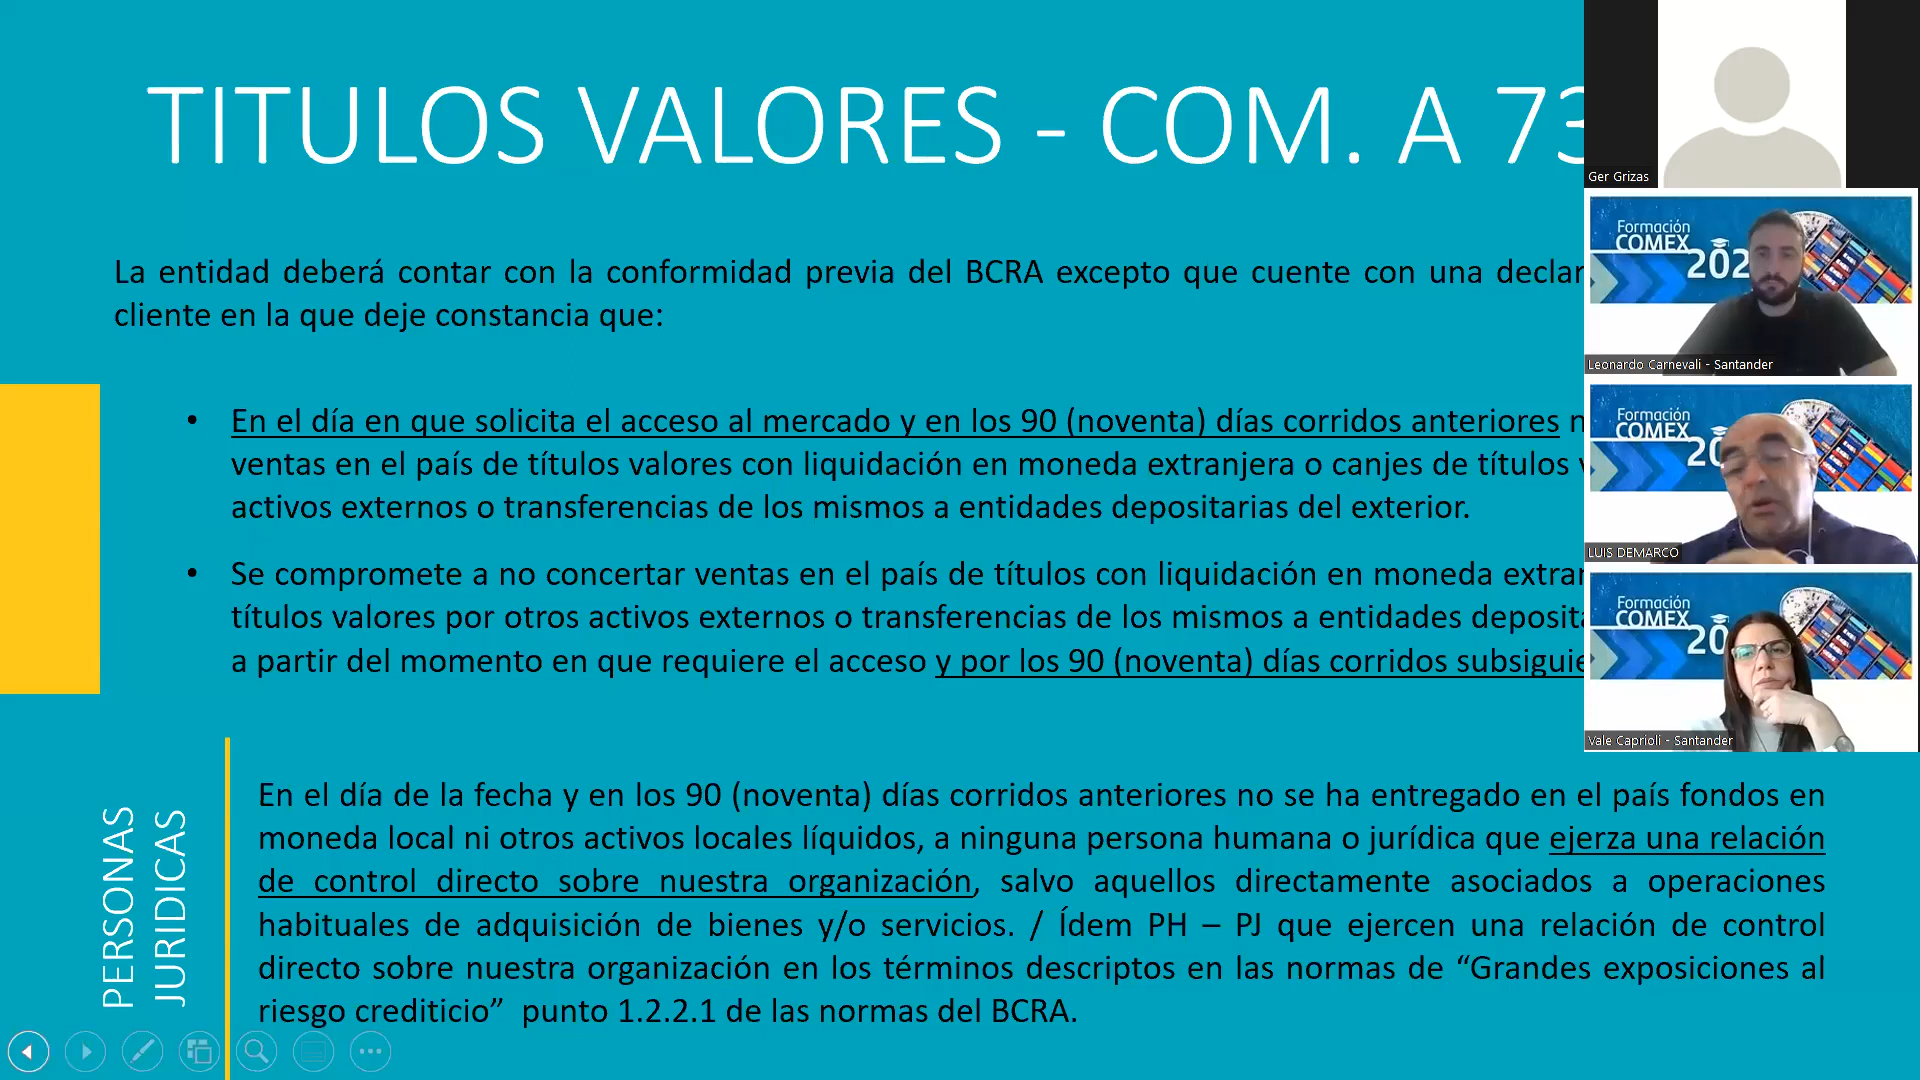 TITULOS VALORES - COM. A 73
La entidad deberá contar con la conformidad previa del BCRA excepto que cuente con una declar
cliente en la que deje constancia que:
• En el día en que solicita el acceso al mercado y en los 90 (noventa) días corridos anteriores
ventas en el país de títulos valores con liquidación en moneda extranjera o canjes de títulos
activos externos o transferencias de los mismos a entidades depositarias del exterior.
• Se compromete a no concertar ventas en el país de títulos con liquidación en moneda extran
títulos valores por otros activos externos o transferencias de los mismos a entidades deposita
a partir del momento en que requiere el acceso y por los 90 (noventa) días corridos subsiguie
PERSONAS
JURIDICAS
En el día de la fecha y en los 90 (noventa) días corridos anteriores no se ha entregado en el país fondos en
moneda local ni otros activos locales líquidos, a ninguna persona humana o jurídica que ejerza una relación
de control directo sobre nuestra organización, salvo aquellos directamente asociados a operaciones
habituales de adquisición de bienes y/o servicios. / Ídem PH – PJ que ejercen una relación de control
directo sobre nuestra organización en los términos descriptos en las normas de “Grandes exposiciones al
riesgo crediticio” punto 1.2.2.1 de las normas del BCRA.
Ger Grizas
Formación
COMEX
202
Leonardo Carnevali - Santander
Formación
COMEX
20
LUIS DEMARCO
Formación
COMEX
20
Vale Caprioli - Santander